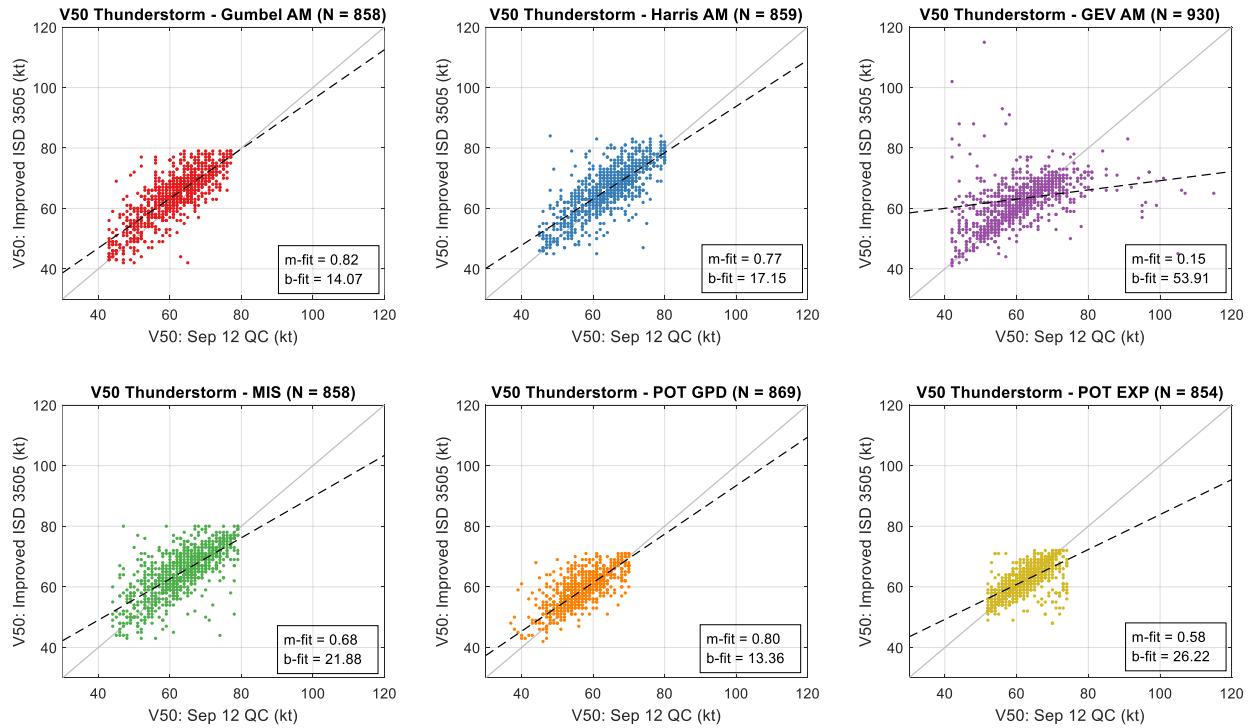 V50 Thunderstorm - Gumbel AM (N = 858)
120
100
80
60
40
V50: Improved ISD 3505 (kt)
m-fit = 0.82
b-fit = 14.07
40 60 80 100 120
V50: Sep 12 QC (kt)
V50 Thunderstorm - Harris AM (N = 859)
120
100
80
60
40
V50: Improved ISD 3505 (kt)
m-fit = 0.77
b-fit = 17.15
40 60 80 100 120
V50: Sep 12 QC (kt)
V50 Thunderstorm - GEV AM (N = 930)
120
100
80
60
40
V50: Improved ISD 3505 (kt)
m-fit = 0.15
b-fit = 53.91
40 60 80 100 120
V50: Sep 12 QC (kt)
V50 Thunderstorm - MIS (N = 858)
120
100
80
60
40
V50: Improved ISD 3505 (kt)
m-fit = 0.68
b-fit = 21.88
40 60 80 100 120
V50: Sep 12 QC (kt)
V50 Thunderstorm - POT GPD (N = 869)
120
100
80
60
40
V50: Improved ISD 3505 (kt)
m-fit = 0.80
b-fit = 13.36
40 60 80 100 120
V50: Sep 12 QC (kt)
V50 Thunderstorm - POT EXP (N = 854)
120
100
80
60
40
V50: Improved ISD 3505 (kt)
m-fit = 0.58
b-fit = 26.22
40 60 80 100 120
V50: Sep 12 QC (kt)